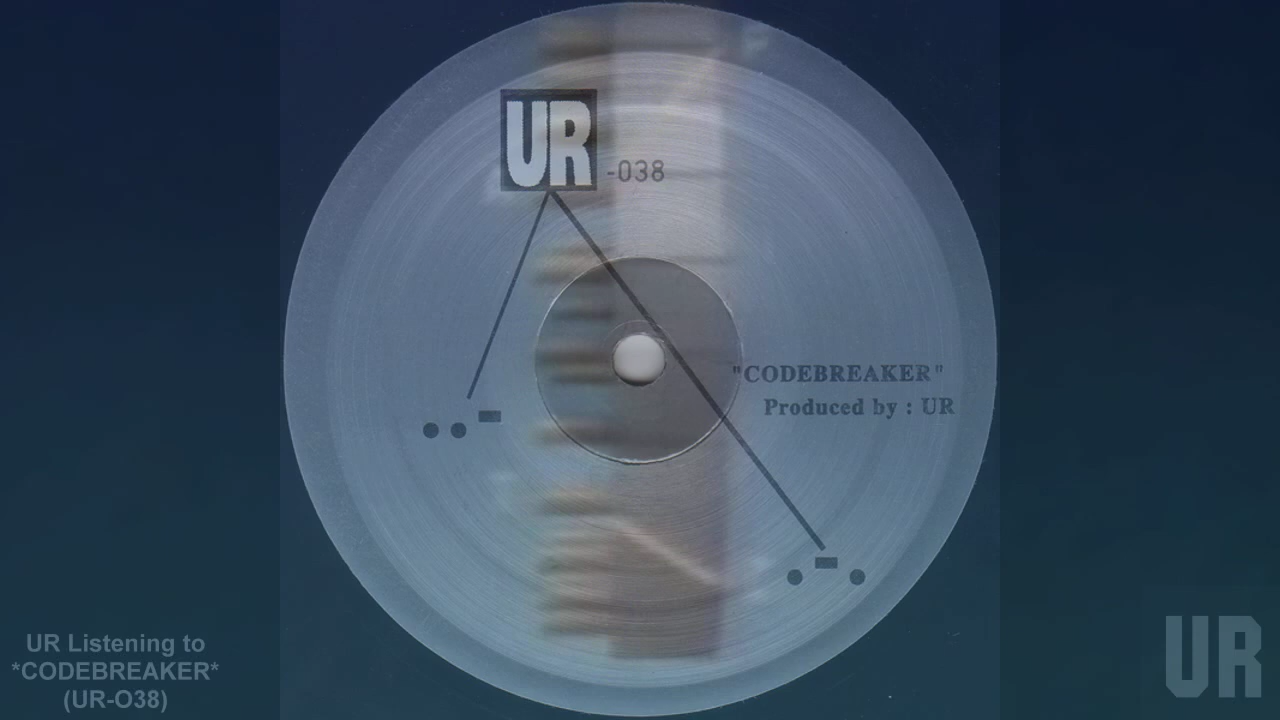 UR -038
"CODEBREAKER"
Produced by : UR
UR Listening to
*CODEBREAKER*
(UR-O38)
UR